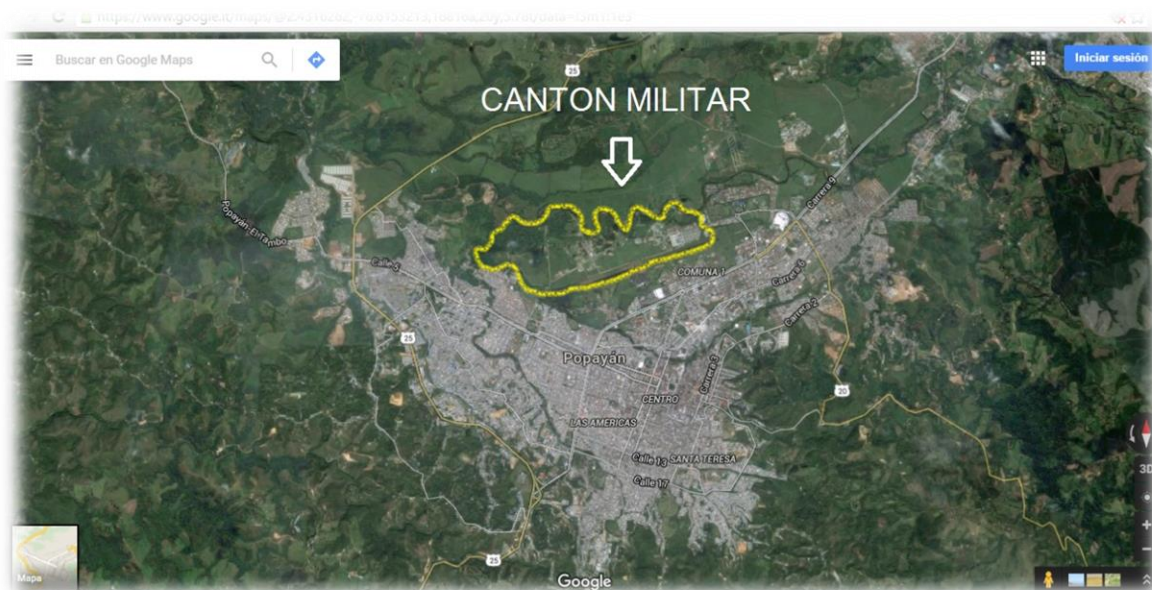 Buscar en Google Maps
Iniciar sesión
25
CANTON MILITAR
Popayán-El Tambo
Carrera 9
Calle 5
COMUNA 1
Carrera 6
Carrera 2
25
Popayán
Carrera 3
20
CENTRO
LAS AMÉRICAS
Calle 13
SANTA TERESA
Calle 17
3D
25
Google
Mapa